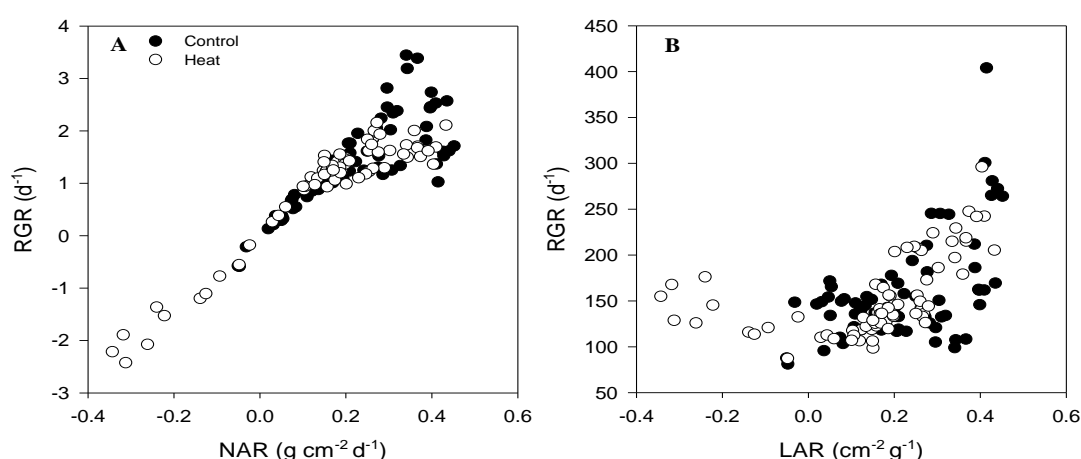 A
Control
Heat
RGR (d⁻¹)
4
3
2
1
0
-1
-2
-3
-0.4 -0.2 0.0 0.2 0.4 0.6
NAR (g cm⁻² d⁻¹)
B
RGR (d⁻¹)
450
400
350
300
250
200
150
100
50
-0.4 -0.2 0.0 0.2 0.4 0.6
LAR (cm⁻² g⁻¹)